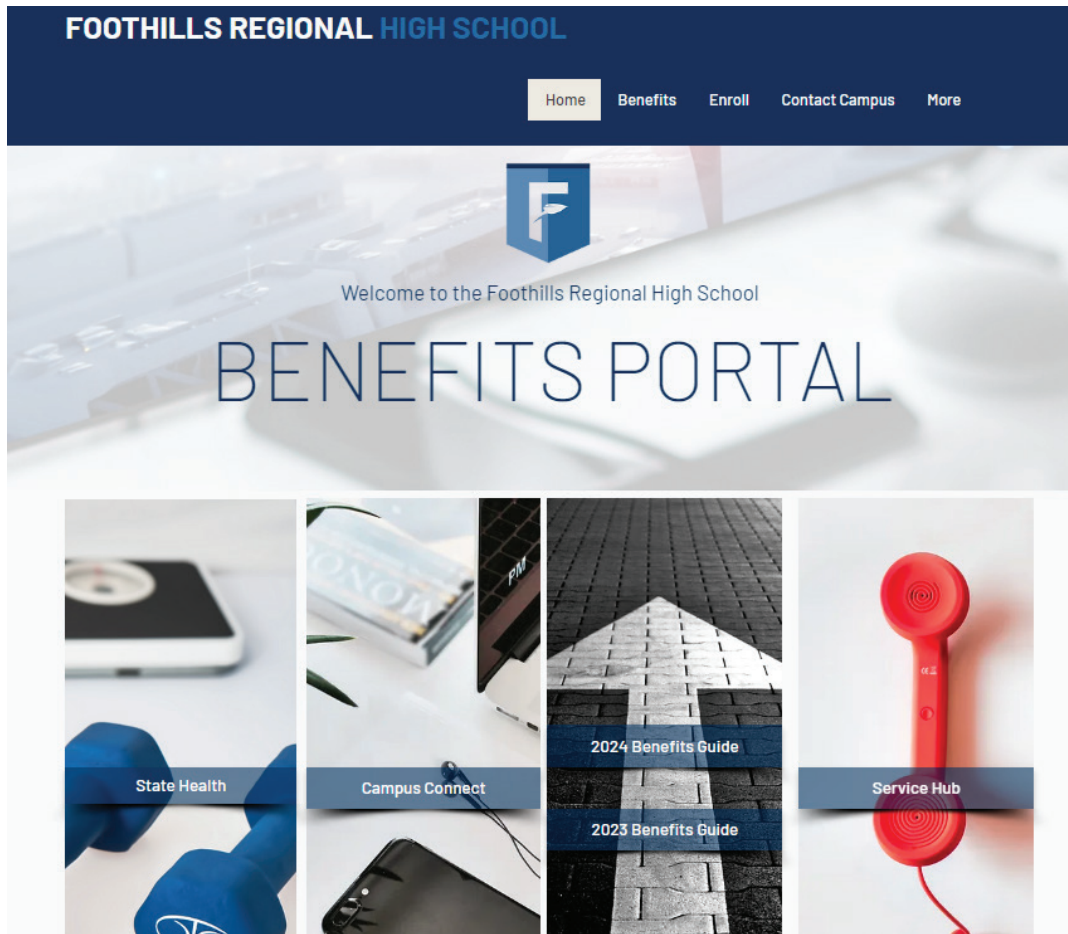 FOOTHILLS REGIONAL HIGH SCHOOL
Home Benefits Enroll Contact Campus More
F
Welcome to the Foothills Regional High School
BENEFITS PORTAL
PM
State Health
Campus Connect
2024 Benefits Guide
2023 Benefits Guide
Service Hub